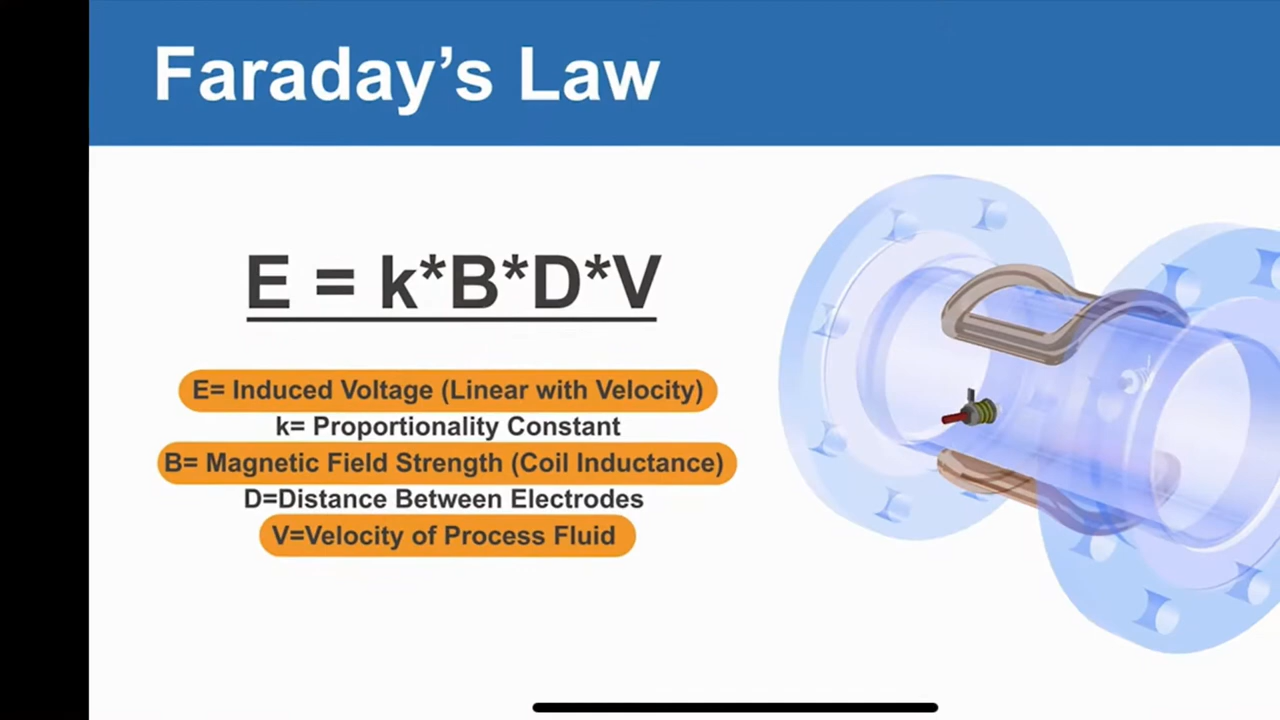 Faraday’s Law
E = k*B*D*V
E= Induced Voltage (Linear with Velocity)
k= Proportionality Constant
B= Magnetic Field Strength (Coil Inductance)
D=Distance Between Electrodes
V=Velocity of Process Fluid